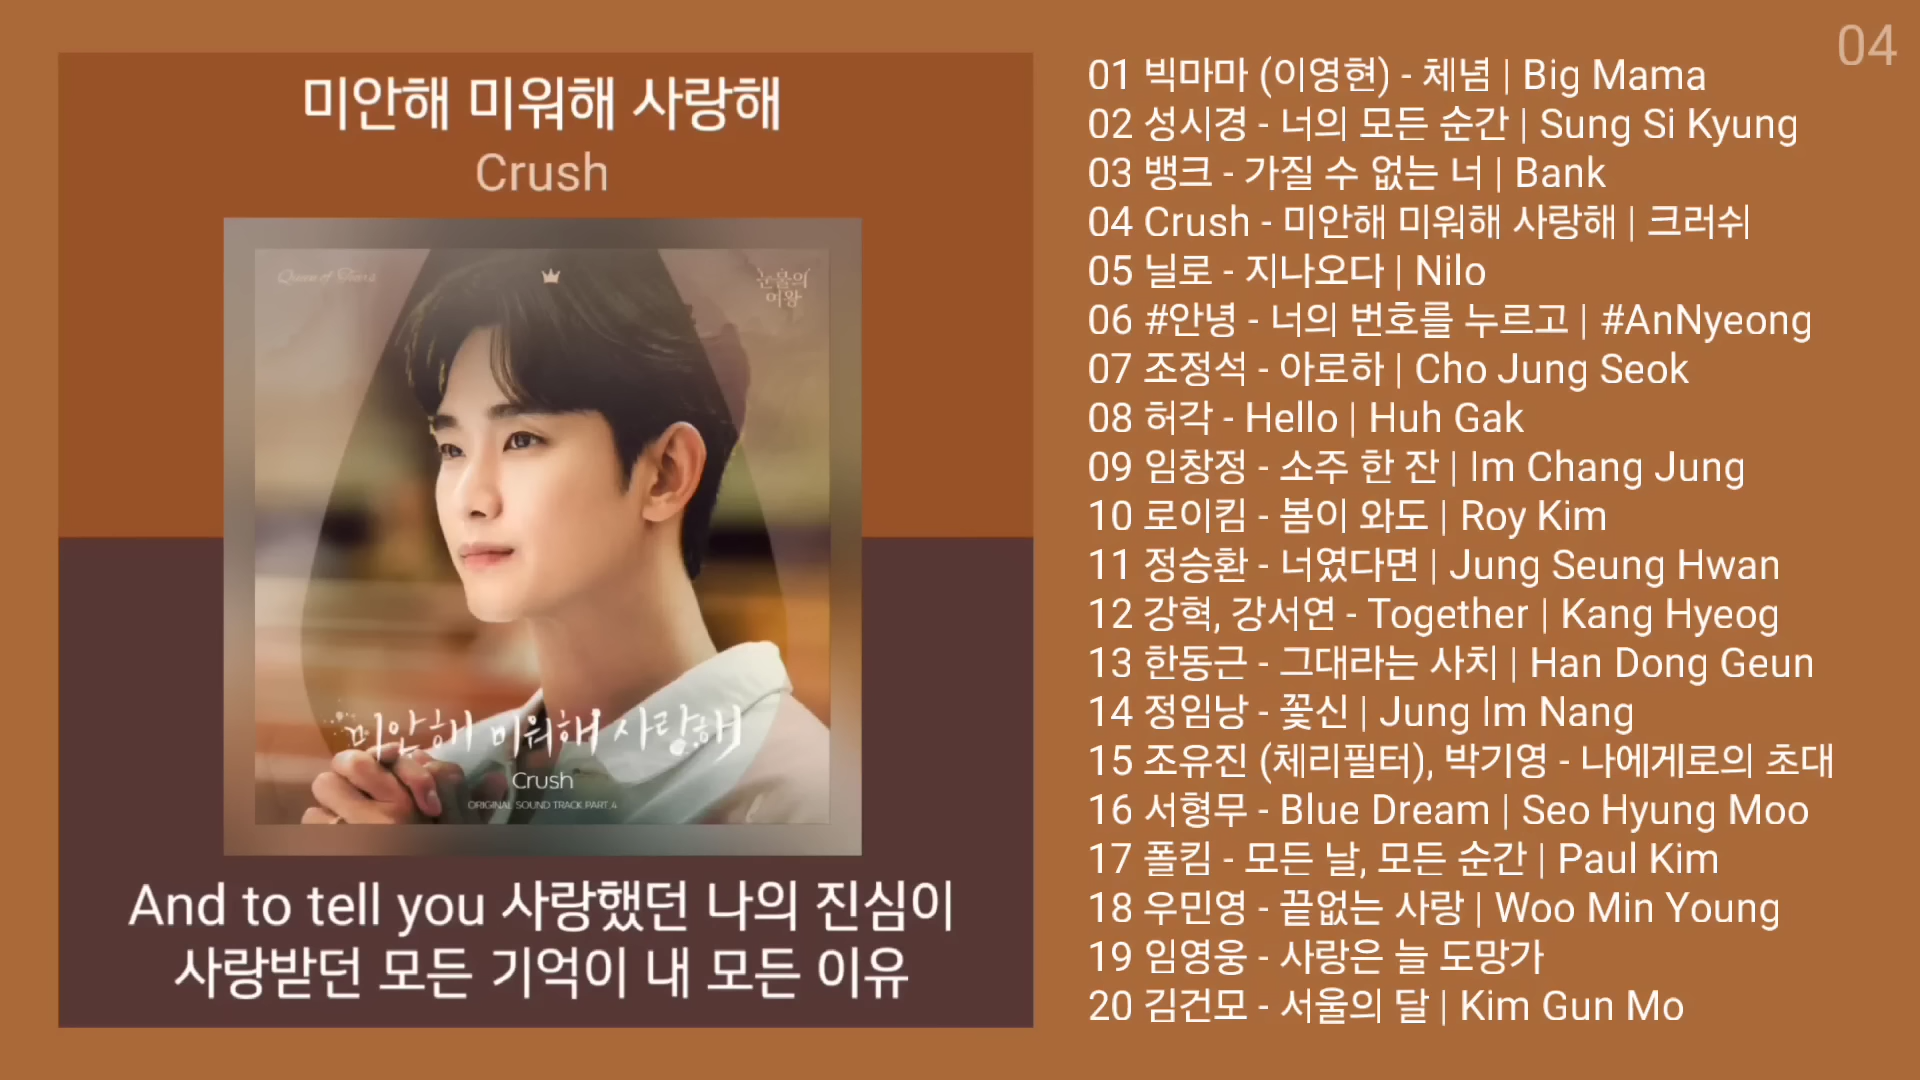 04
미안해 미워해 사랑해
Crush
Queen of Tears
눈물의
여왕
미안해 미워해 사랑해
Crush
ORIGINAL SOUND TRACK PART.4
And to tell you 사랑했던 나의 진심이
사랑받던 모든 기억이 내 모든 이유
01 빅마마 (이영현) - 체념 | Big Mama
02 성시경 - 너의 모든 순간 | Sung Si Kyung
03 뱅크 - 가질 수 없는 너 | Bank
04 Crush - 미안해 미워해 사랑해 | 크러쉬
05 닐로 - 지나오다 | Nilo
06 #안녕 - 너의 번호를 누르고 | #AnNyeong
07 조정석 - 아로하 | Cho Jung Seok
08 허각 - Hello | Huh Gak
09 임창정 - 소주 한 잔 | Im Chang Jung
10 로이킴 - 봄이 와도 | Roy Kim
11 정승환 - 너였다면 | Jung Seung Hwan
12 강혁, 강서연 - Together | Kang Hyeog
13 한동근 - 그대라는 사치 | Han Dong Geun
14 정임낭 - 꽃신 | Jung Im Nang
15 조유진 (체리필터), 박기영 - 나에게로의 초대
16 서형무 - Blue Dream | Seo Hyung Moo
17 폴킴 - 모든 날, 모든 순간 | Paul Kim
18 우민영 - 끝없는 사랑 | Woo Min Young
19 임영웅 - 사랑은 늘 도망가
20 김건모 - 서울의 달 | Kim Gun Mo